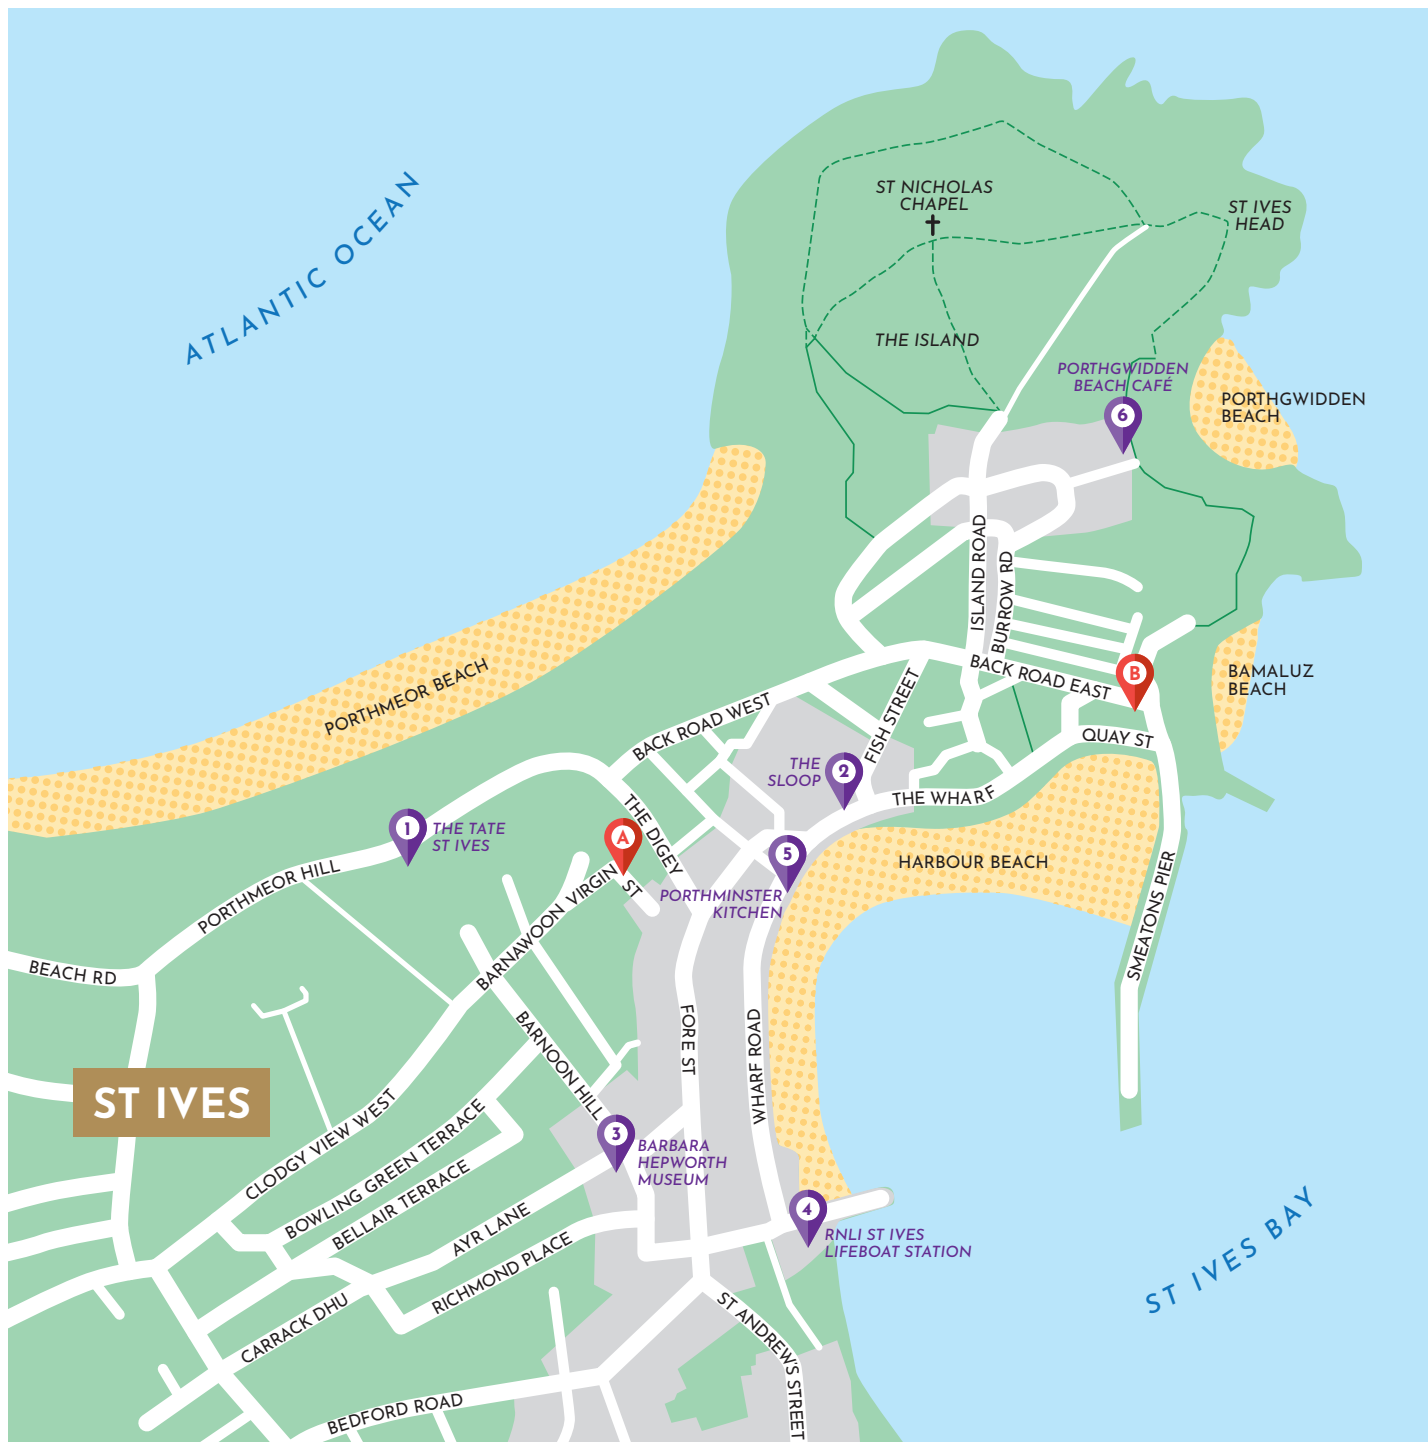 ATLANTIC OCEAN
ST NICHOLAS
CHAPEL
ST IVES
HEAD
THE ISLAND
PORTHGWIDDEN
BEACH CAFÉ
6
PORTHGWIDDEN
BEACH
ISLAND ROAD
BURROW RD
PORTHMEOR BEACH
BACK ROAD EAST
B
BAMALUZ
BEACH
BACK ROAD WEST
FISH STREET
QUAY ST
THE
SLOOP
2
THE WHARF
THE DIGEY
1
THE TATE
ST IVES
A
5
HARBOUR BEACH
PORTHMEOR HILL
VIRGIN
ST
PORTHMINSTER
KITCHEN
SMEATONS PIER
BARNAWOON
BEACH RD
BARNOON HILL
FORE ST
WHARF ROAD
ST IVES
CLODGY VIEW WEST
BOWLING GREEN TERRACE
3
BARBARA
HEPWORTH
MUSEUM
BELLAIR TERRACE
AYR LANE
4
RNLI ST IVES
LIFEBOAT STATION
ST IVES BAY
RICHMOND PLACE
CARRACK DHU
ST ANDREW'S STREET
BEDFORD ROAD